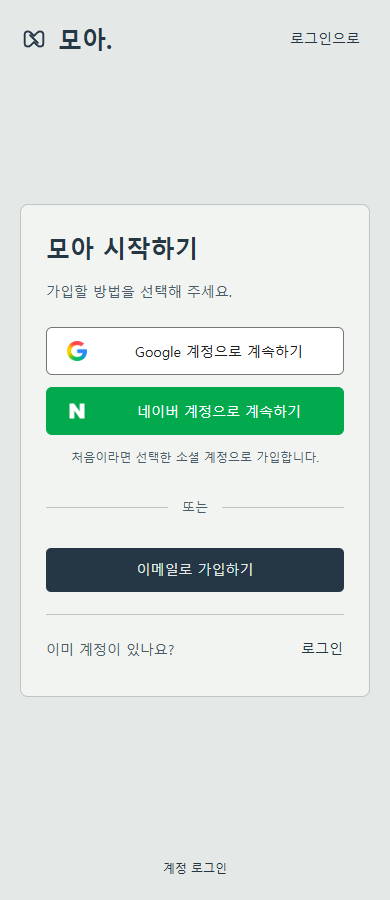 모아.
로그인으로
모아 시작하기
가입할 방법을 선택해 주세요.
Google 계정으로 계속하기
네이버 계정으로 계속하기
처음이라면 선택한 소셜 계정으로 가입합니다.
또는
이메일로 가입하기
이미 계정이 있나요?
로그인
계정 로그인